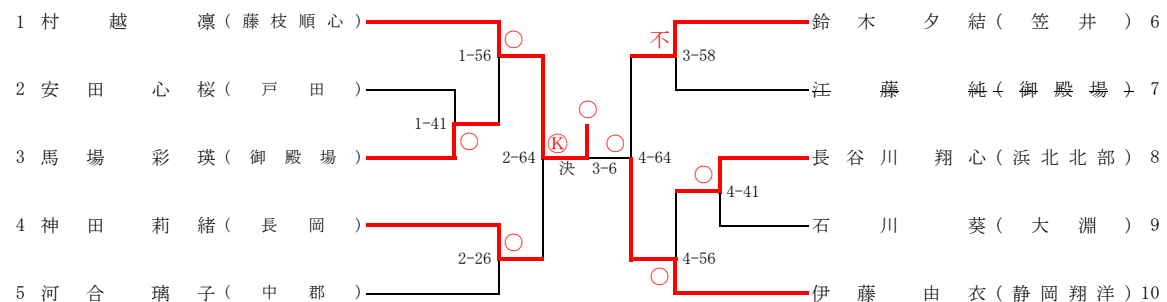 1 村越 凛(藤枝順心)
2 安田 心桜(戸田)
3 馬場 彩瑛(御殿場)
4 神田 莉緒(長岡)
5 河合 璃子(中郡)
1-56
○
1-41
○
2-64
Ⓚ
2-26
○
○
決
3-6
○
不
3-58
4-64
○
4-41
4-56
○
鈴木 夕結(笠井) 6
江藤 純(御殿場) 7
長谷川 翔心(浜北北部) 8
石川 葵(大淵) 9
伊藤 由衣(静岡翔洋) 10